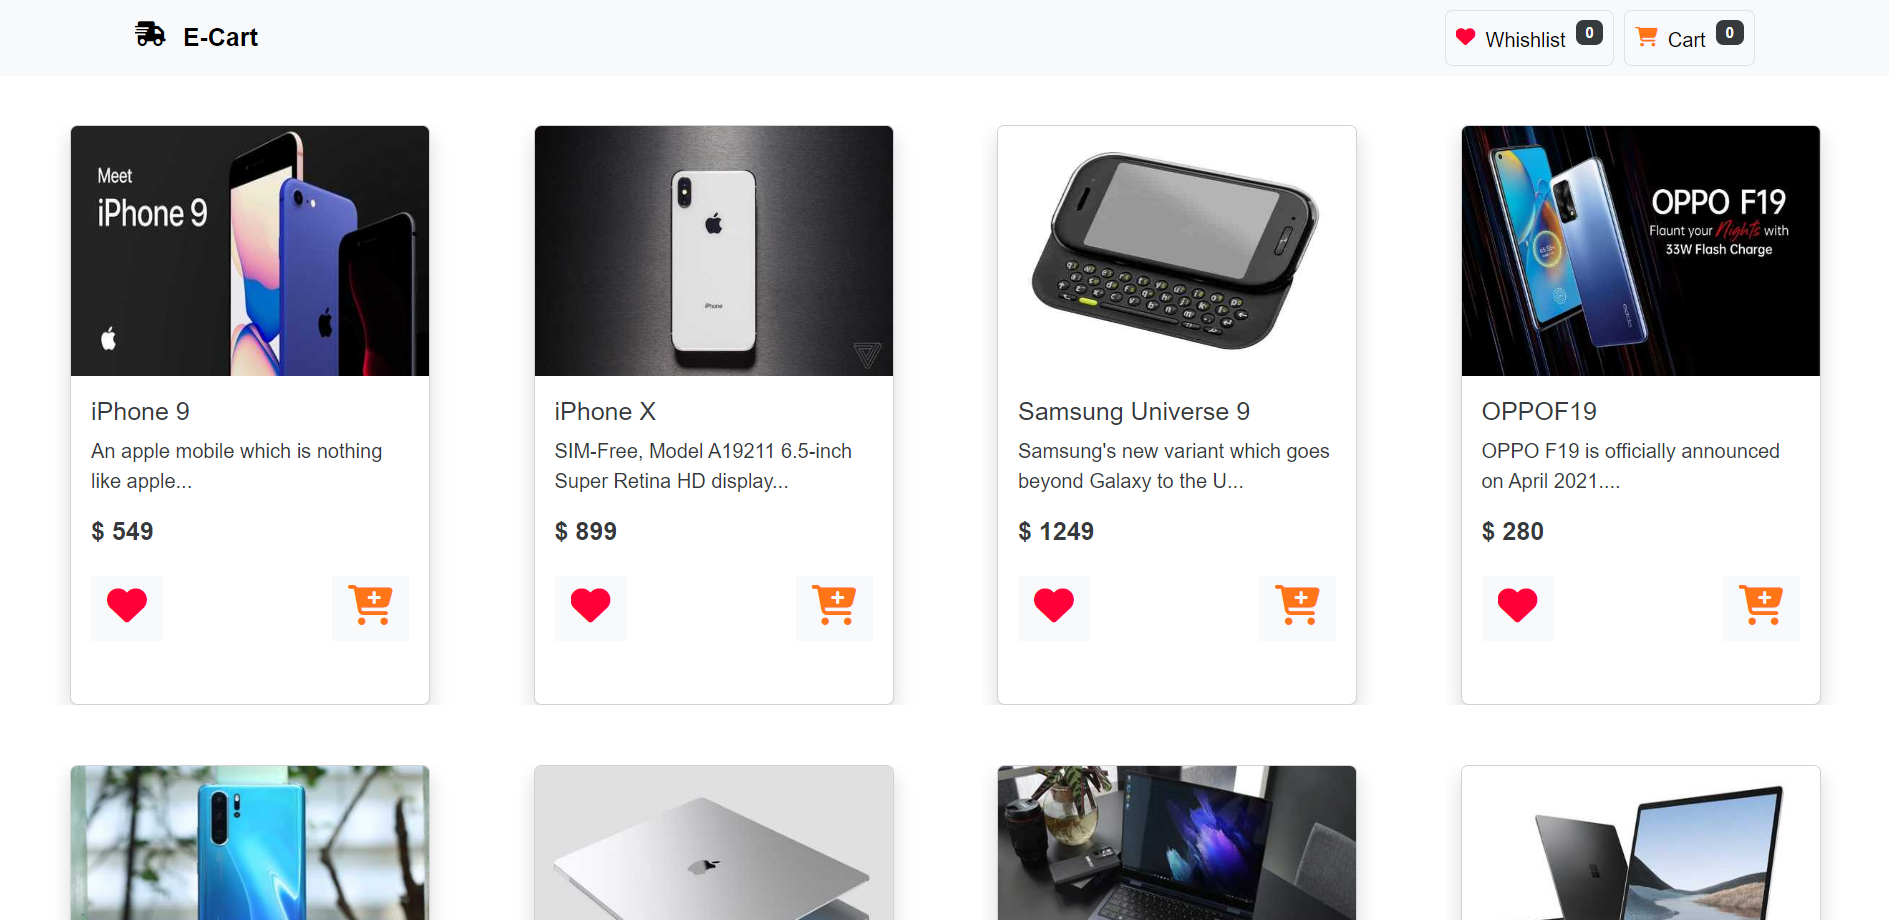 E-Cart
Whishlist 0
Cart 0
Meet
iPhone 9
iPhone
OPPO F19
Flaunt your Nights with
33W Flash Charge
oppo
iPhone 9
An apple mobile which is nothing
like apple...
$ 549
iPhone X
SIM-Free, Model A19211 6.5-inch
Super Retina HD display...
$ 899
Samsung Universe 9
Samsung's new variant which goes
beyond Galaxy to the U...
$ 1249
OPPOF19
OPPO F19 is officially announced
on April 2021....
$ 280